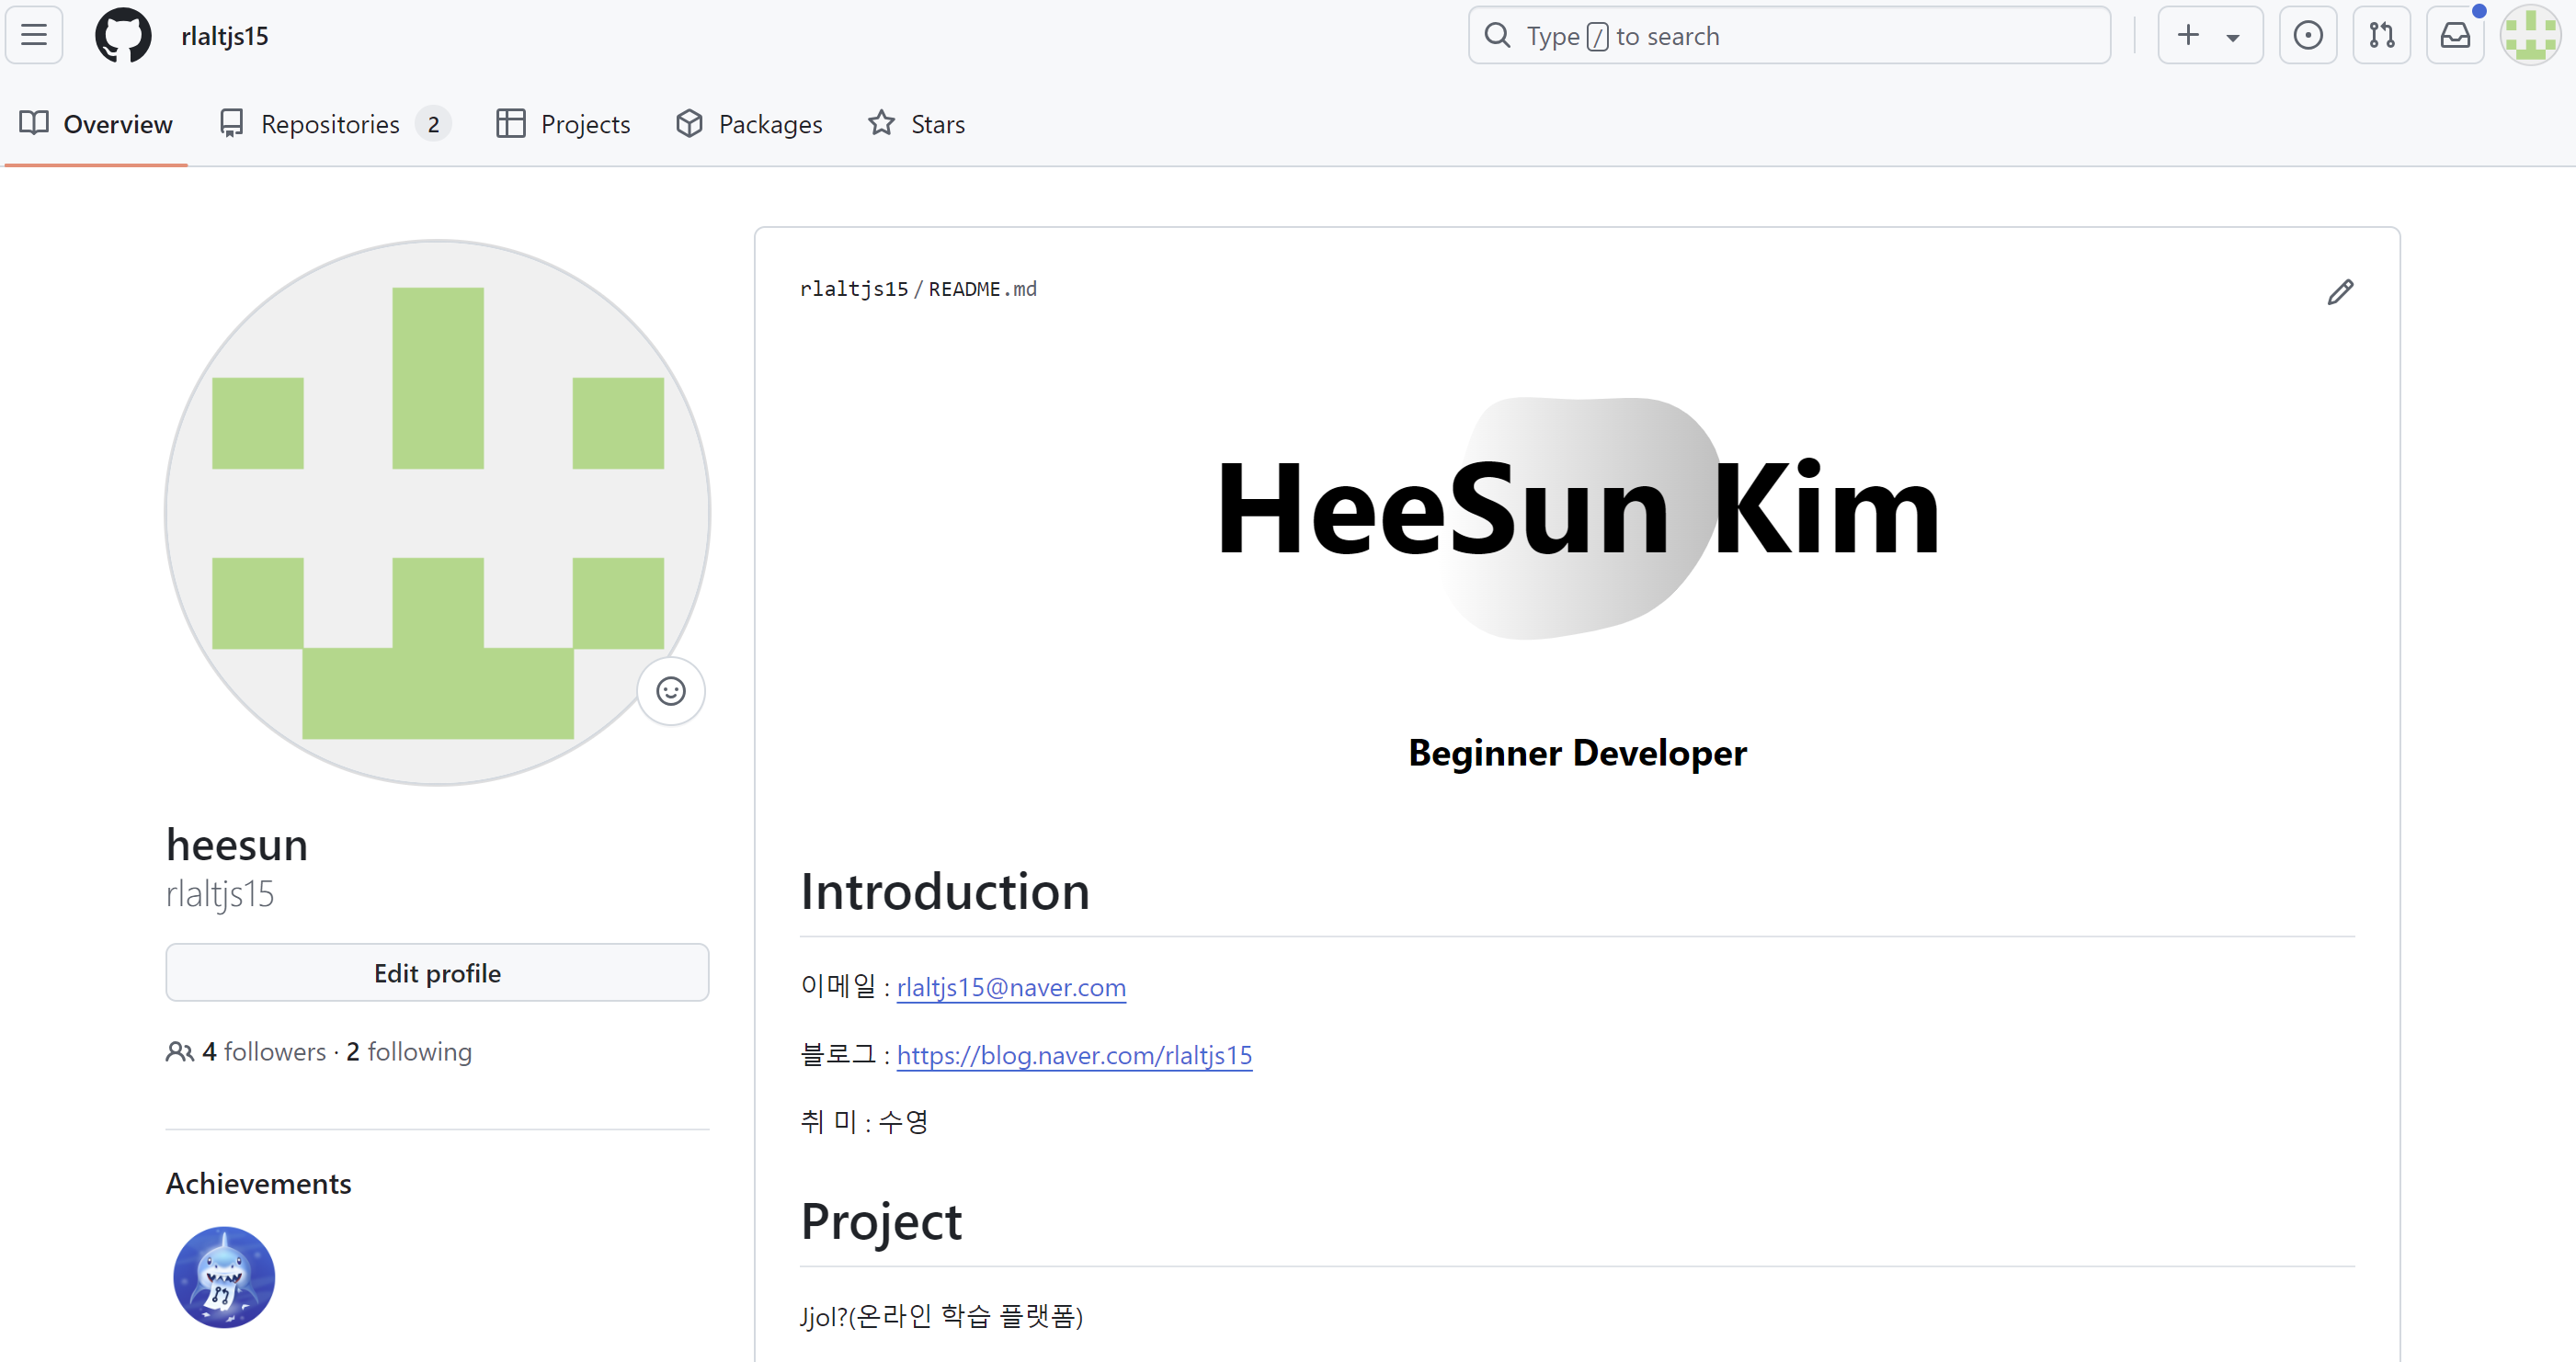 rlaltjs15
Type / to search
Overview
Repositories 2
Projects
Packages
Stars
heesun
rlaltjs15
Edit profile
4 followers · 2 following
Achievements
rlaltjs15 / README.md
HeeSun Kim
Beginner Developer
Introduction
이메일 : rlaltjs15@naver.com
블로그 : https://blog.naver.com/rlaltjs15
취 미 : 수영
Project
Jjol?(온라인 학습 플랫폼)